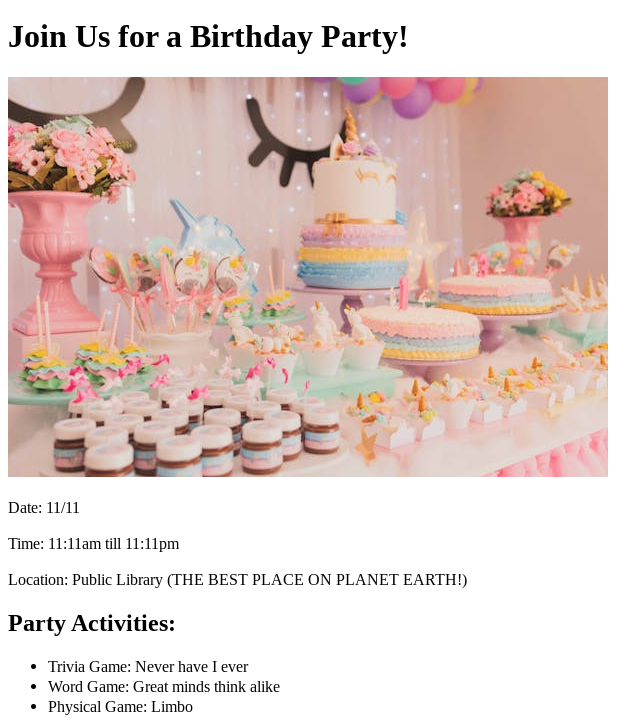 Join Us for a Birthday Party!
1
Date: 11/11
Time: 11:11am till 11:11pm
Location: Public Library (THE BEST PLACE ON PLANET EARTH!)
Party Activities:
• Trivia Game: Never have I ever
• Word Game: Great minds think alike
• Physical Game: Limbo